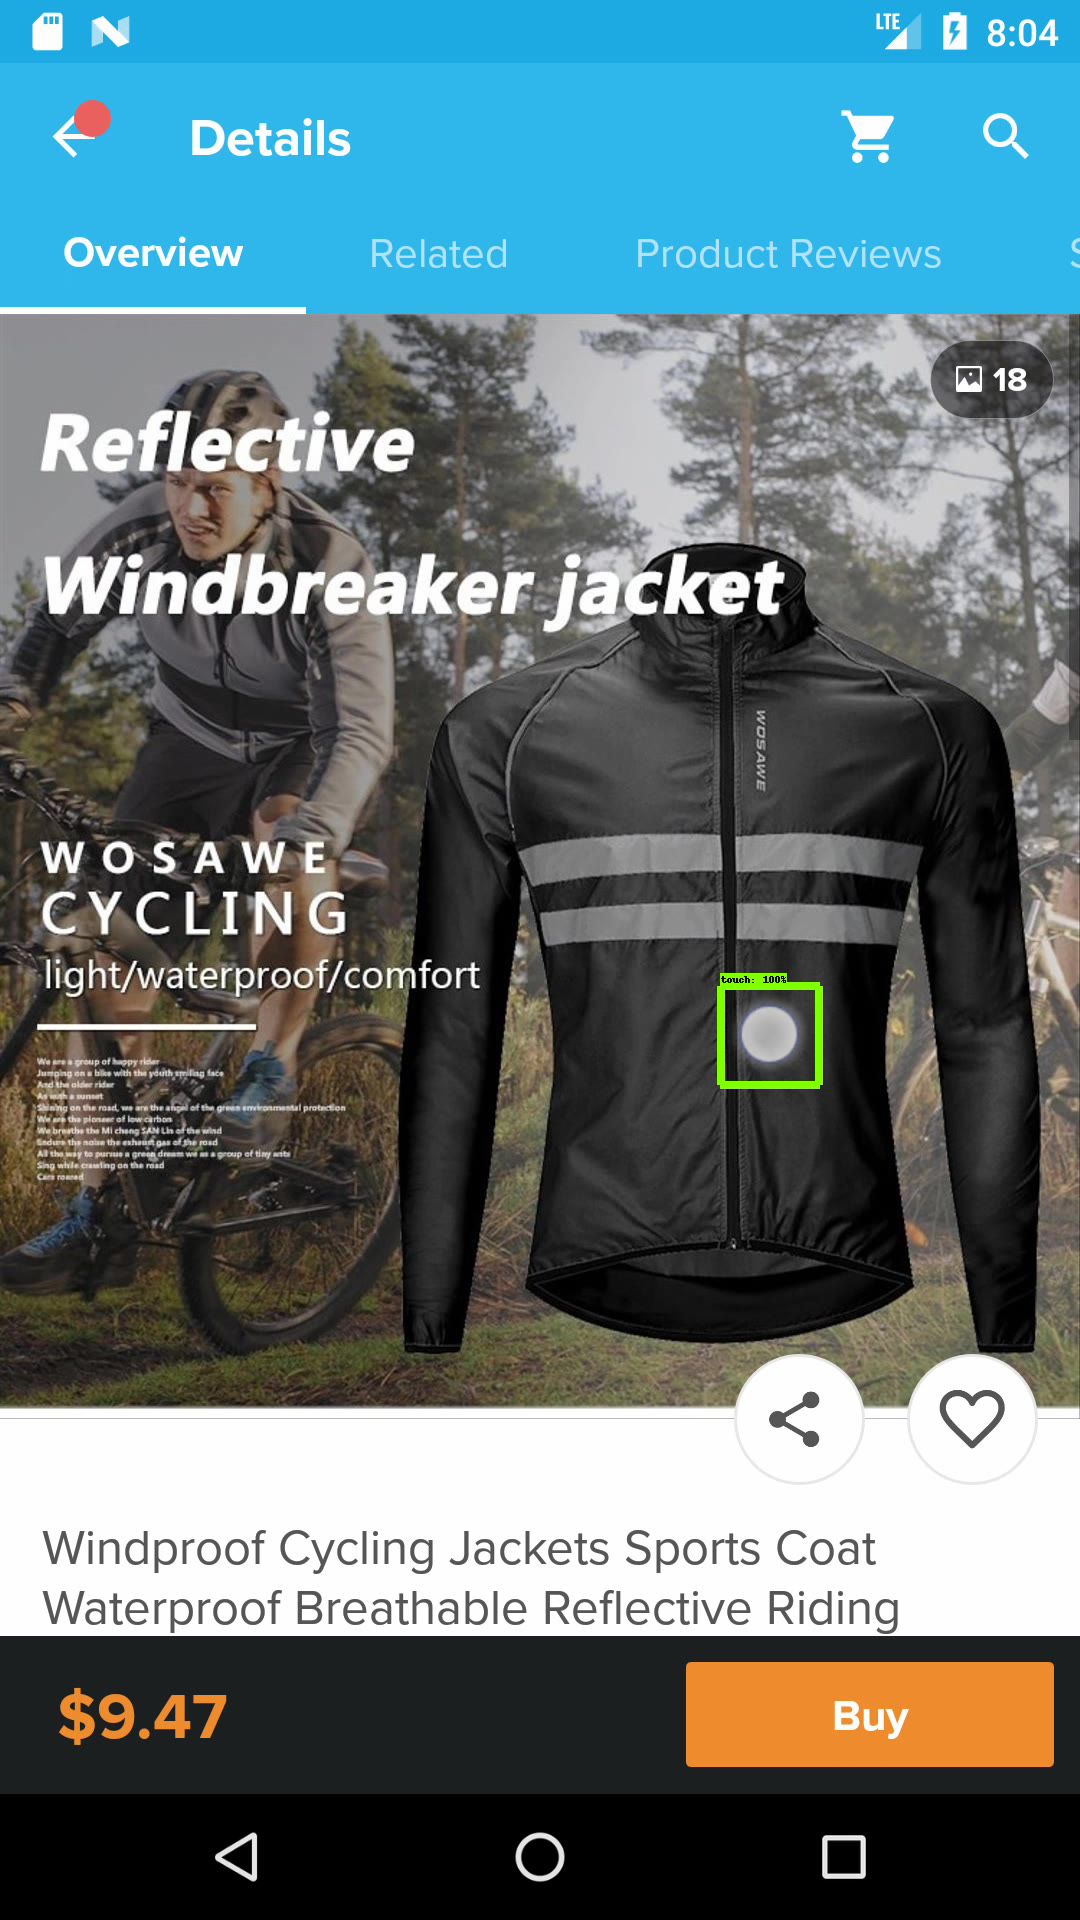 LTE 8:04
Details
Overview Related Product Reviews S
18
Reflective
Windbreaker jacket
WOSAWE
WOSAWE
CYCLING
light/waterproof/comfort
touch: 100%
We are a group of happy rider
Jumping on a bike with the youth smiling face
And the older rider
As with a sunset
Shining on the road, we are the angel of the green environmental protection
We are the pioneer of low carbon
We breathe the Mi cheng SAN Lin of the wind
Endure the noise the exhaust gas of the road
All the way to pursue a green dream we as a group of tiny ants
Sing while crawling on the road
Cars roared
Windproof Cycling Jackets Sports Coat
Waterproof Breathable Reflective Riding
$9.47 Buy